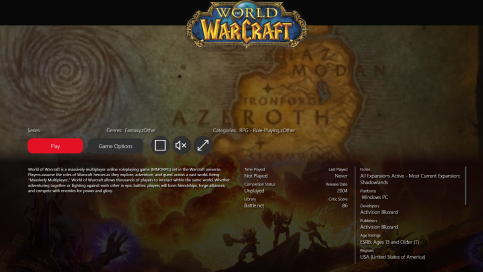 WORLD
OF
WARCRAFT
KHAZ
MODAN
IRONFORGE
AZEROTH
Series: Genres: Fantasy,zOther Categories: RPG - Role-Playing,zOther
Play
Game Options
World of Warcraft is a massively multiplayer online roleplaying game (MMORPG) set in the Warcraft universe.
Players assume the roles of Warcraft heroes as they explore, adventure, and quest across a vast world. Being
"Massively Multiplayer," World of Warcraft allows thousands of players to interact within the same world. Whether
adventuring together or fighting against each other in epic battles, players will form friendships, forge alliances,
and compete with enemies for power and glory.
Time Played
Not Played
Completion Status
Unplayed
Library
Battle.net
Last Played
Never
Release Date
2004
Critic Score
86
Notes
All Expansions Active - Most Current Expansion:
Shadowlands
Platforms
Windows PC
Developers
Activision Blizzard
Publishers
Activision Blizzard
Age Ratings
ESRB: Ages 13 and Older (T)
Regions
USA (United States of America)